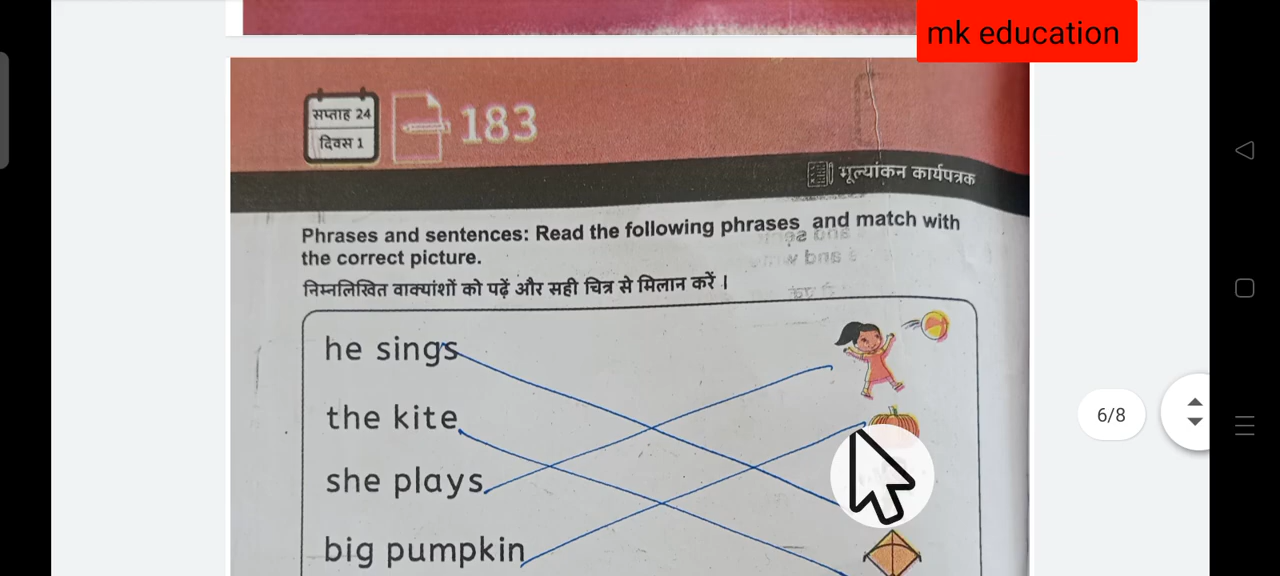 mk education
सप्ताह 24
दिवस 1
183
मूल्यांकन कार्यपत्रक
Phrases and sentences: Read the following phrases and match with
the correct picture.
निम्नलिखित वाक्यांशों को पढ़ें और सही चित्र से मिलान करें ।
he sings
the kite
she plays
big pumpkin
6/8